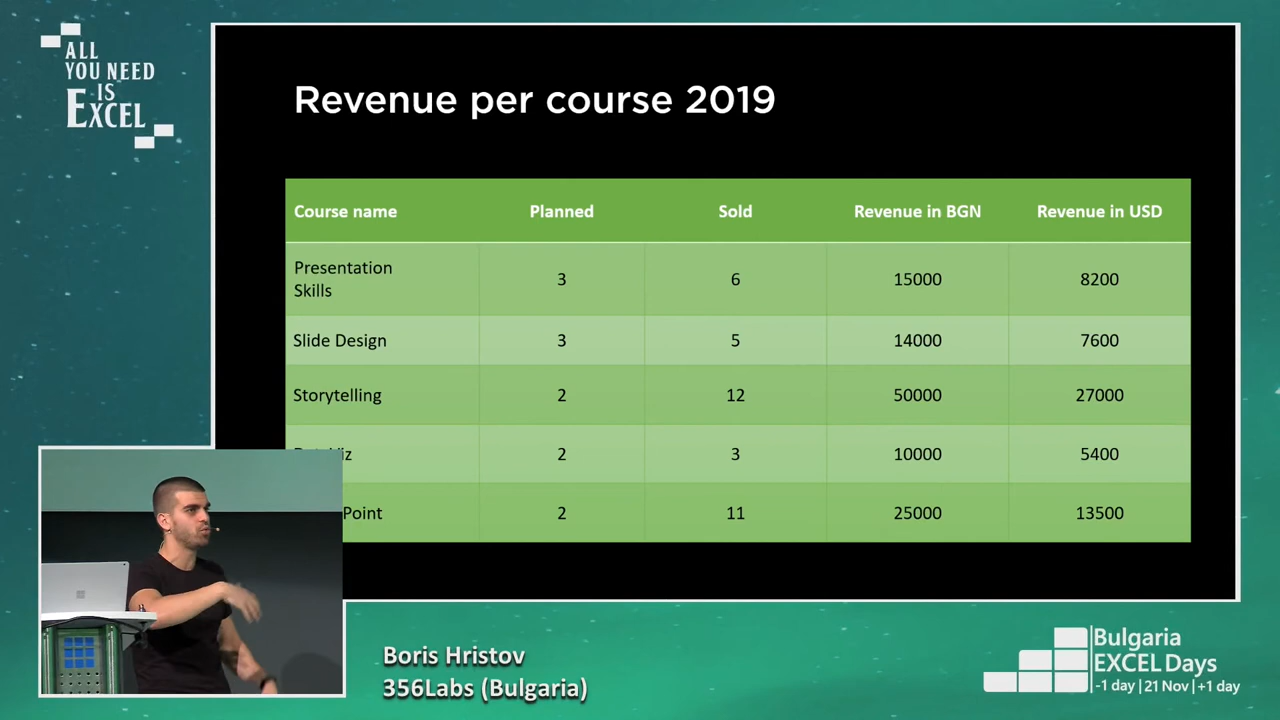 ALL
YOU NEED
IS
EXCEL
Revenue per course 2019
Course name Planned Sold Revenue in BGN Revenue in USD
Presentation
Skills 3 6 15000 8200
Slide Design 3 5 14000 7600
Storytelling 2 12 50000 27000
2 3 10000 5400
Point 2 11 25000 13500
Boris Hristov
356Labs (Bulgaria)
Bulgaria
EXCEL Days
-1 day | 21 Nov | +1 day